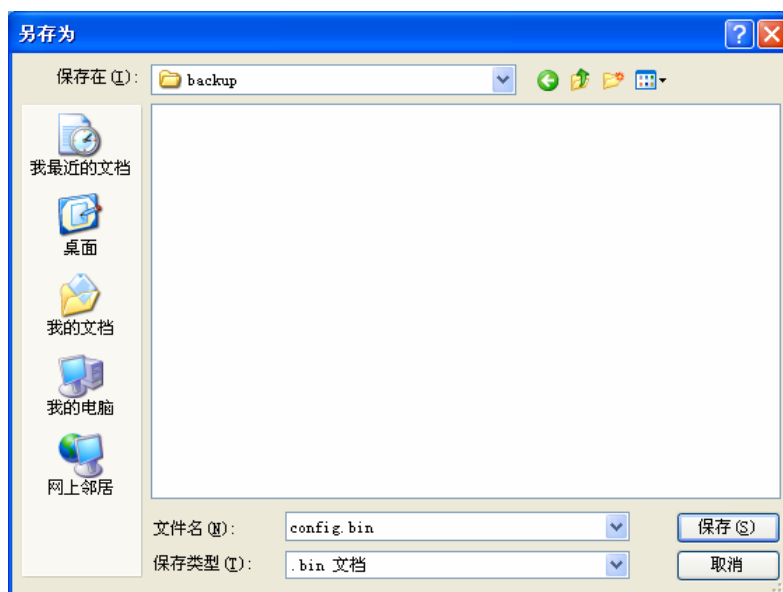 另存为
保存在(I):
backup
我最近的文档
桌面
我的文档
我的电脑
网上邻居
文件名(N):
config.bin
保存(S)
保存类型(T):
.bin 文档
取消